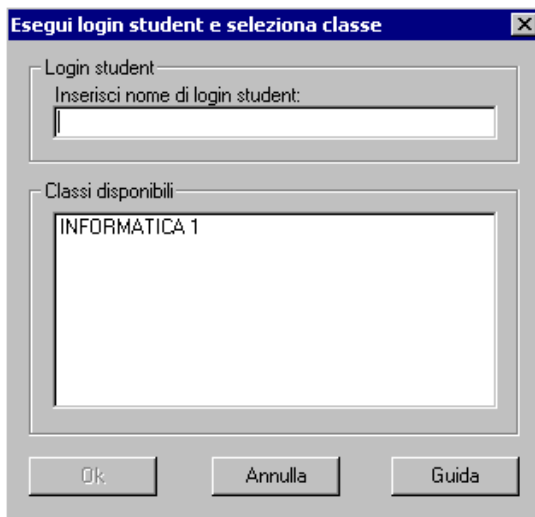 Esegui login student e seleziona classe
Login student
Inserisci nome di login student:
Classi disponibili
INFORMATICA 1
Ok Annulla Guida